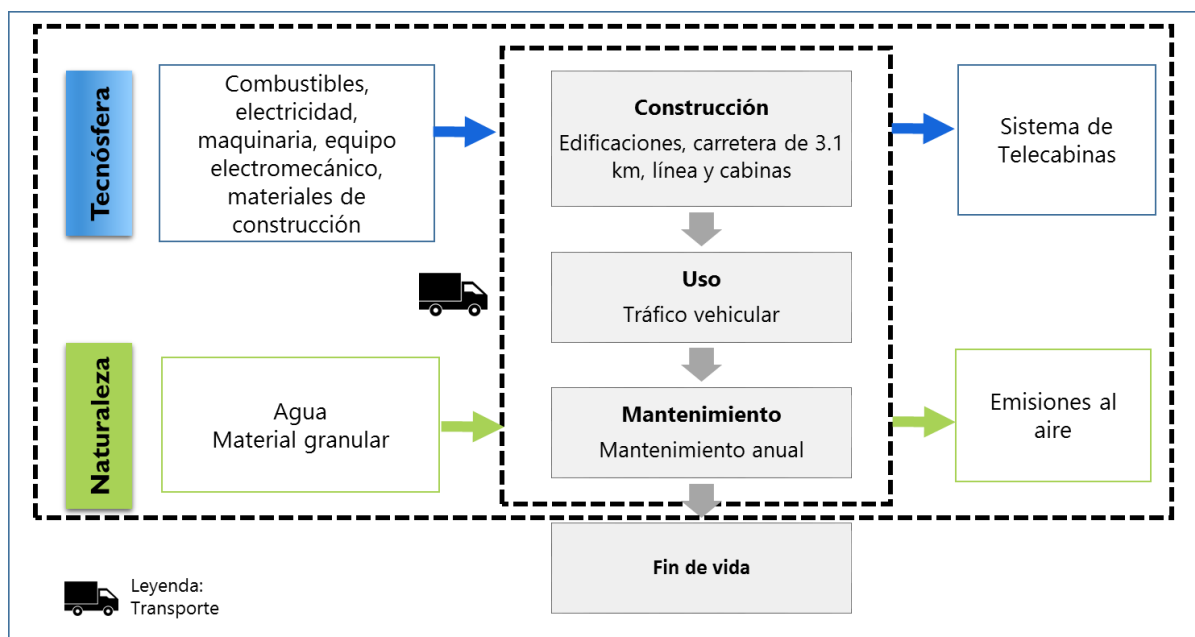 Tecnósfera
Combustibles,
electricidad,
maquinaria, equipo
electromecánico,
materiales de
construcción
Construcción
Edificaciones, carretera de 3.1
km, línea y cabinas
Sistema de
Telecabinas
Uso
Tráfico vehicular
Naturaleza
Agua
Material granular
Mantenimiento
Mantenimiento anual
Emisiones al
aire
Fin de vida
Leyenda:
Transporte